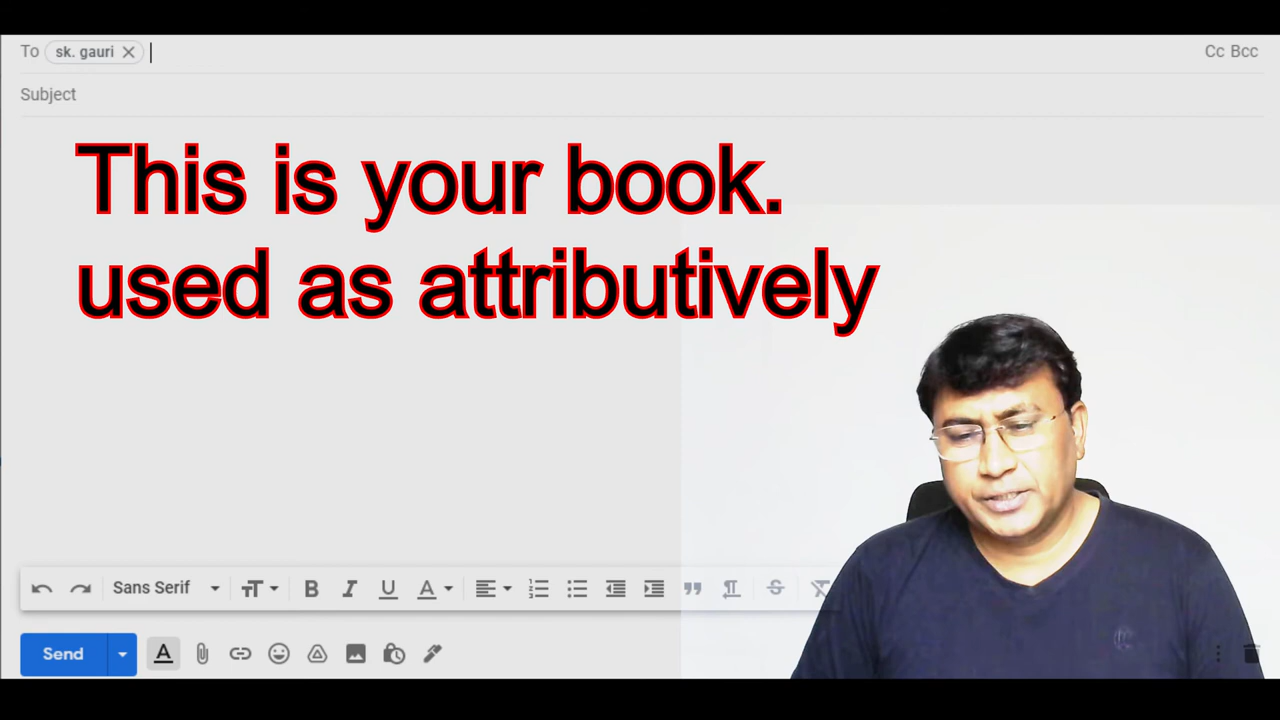 To sk. gauri Cc Bcc
Subject
This is your book.
used as attributively
Sans Serif
Send